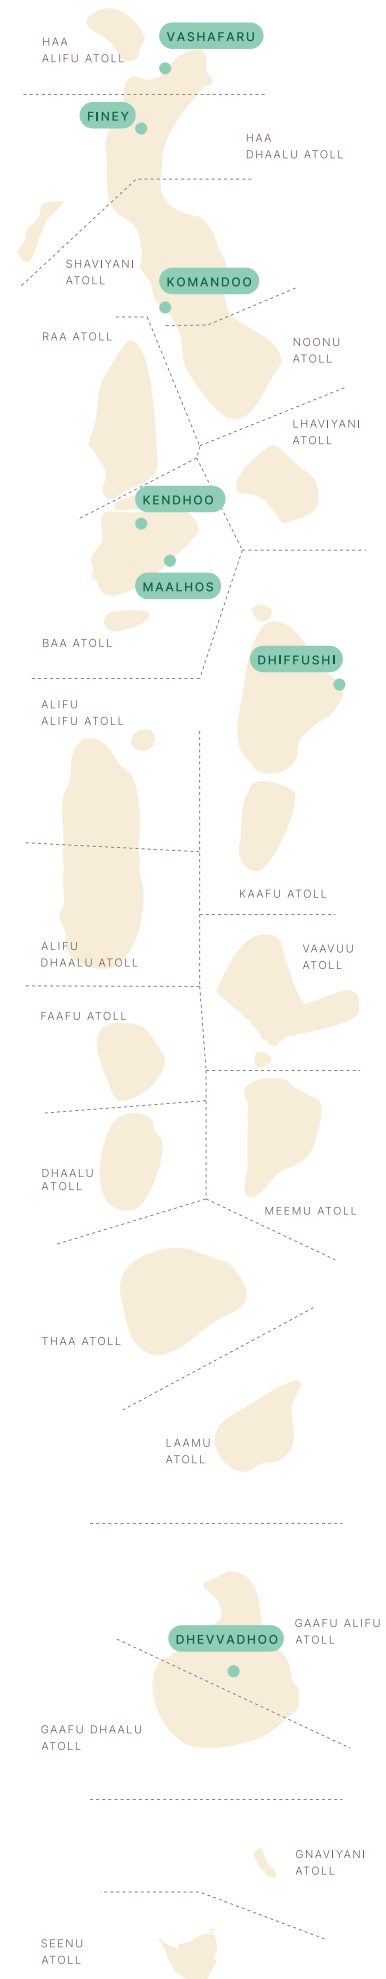 VASHAFARU
HAA
ALIFU ATOLL
FINEY
HAA
DHAALU ATOLL
SHAVIYANI
ATOLL
KOMANDOO
RAA ATOLL
NOONU
ATOLL
LHAVIYANI
ATOLL
KENDHOO
MAALHOS
BAA ATOLL
DHIFFUSHI
ALIFU
ALIFU ATOLL
KAAFU ATOLL
ALIFU
DHAALU ATOLL
VAAVUU
ATOLL
FAAFU ATOLL
DHAALU
ATOLL
MEEMU ATOLL
THAA ATOLL
LAAMU
ATOLL
GAAFU ALIFU
ATOLL
DHEVVADHOO
GAAFU DHAALU
ATOLL
GNAVIYANI
ATOLL
SEENU
ATOLL